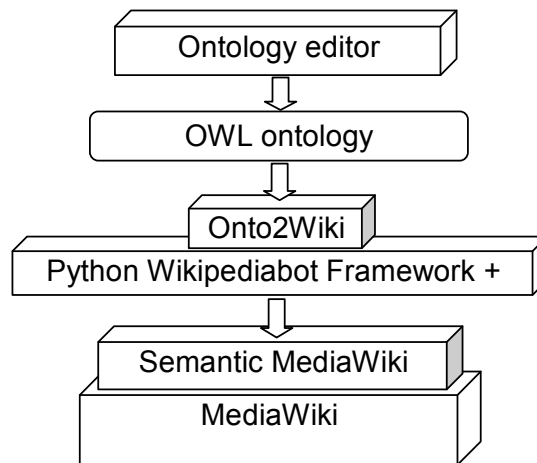 Ontology editor
OWL ontology
Onto2Wiki
Python Wikipediabot Framework +
Semantic MediaWiki
MediaWiki